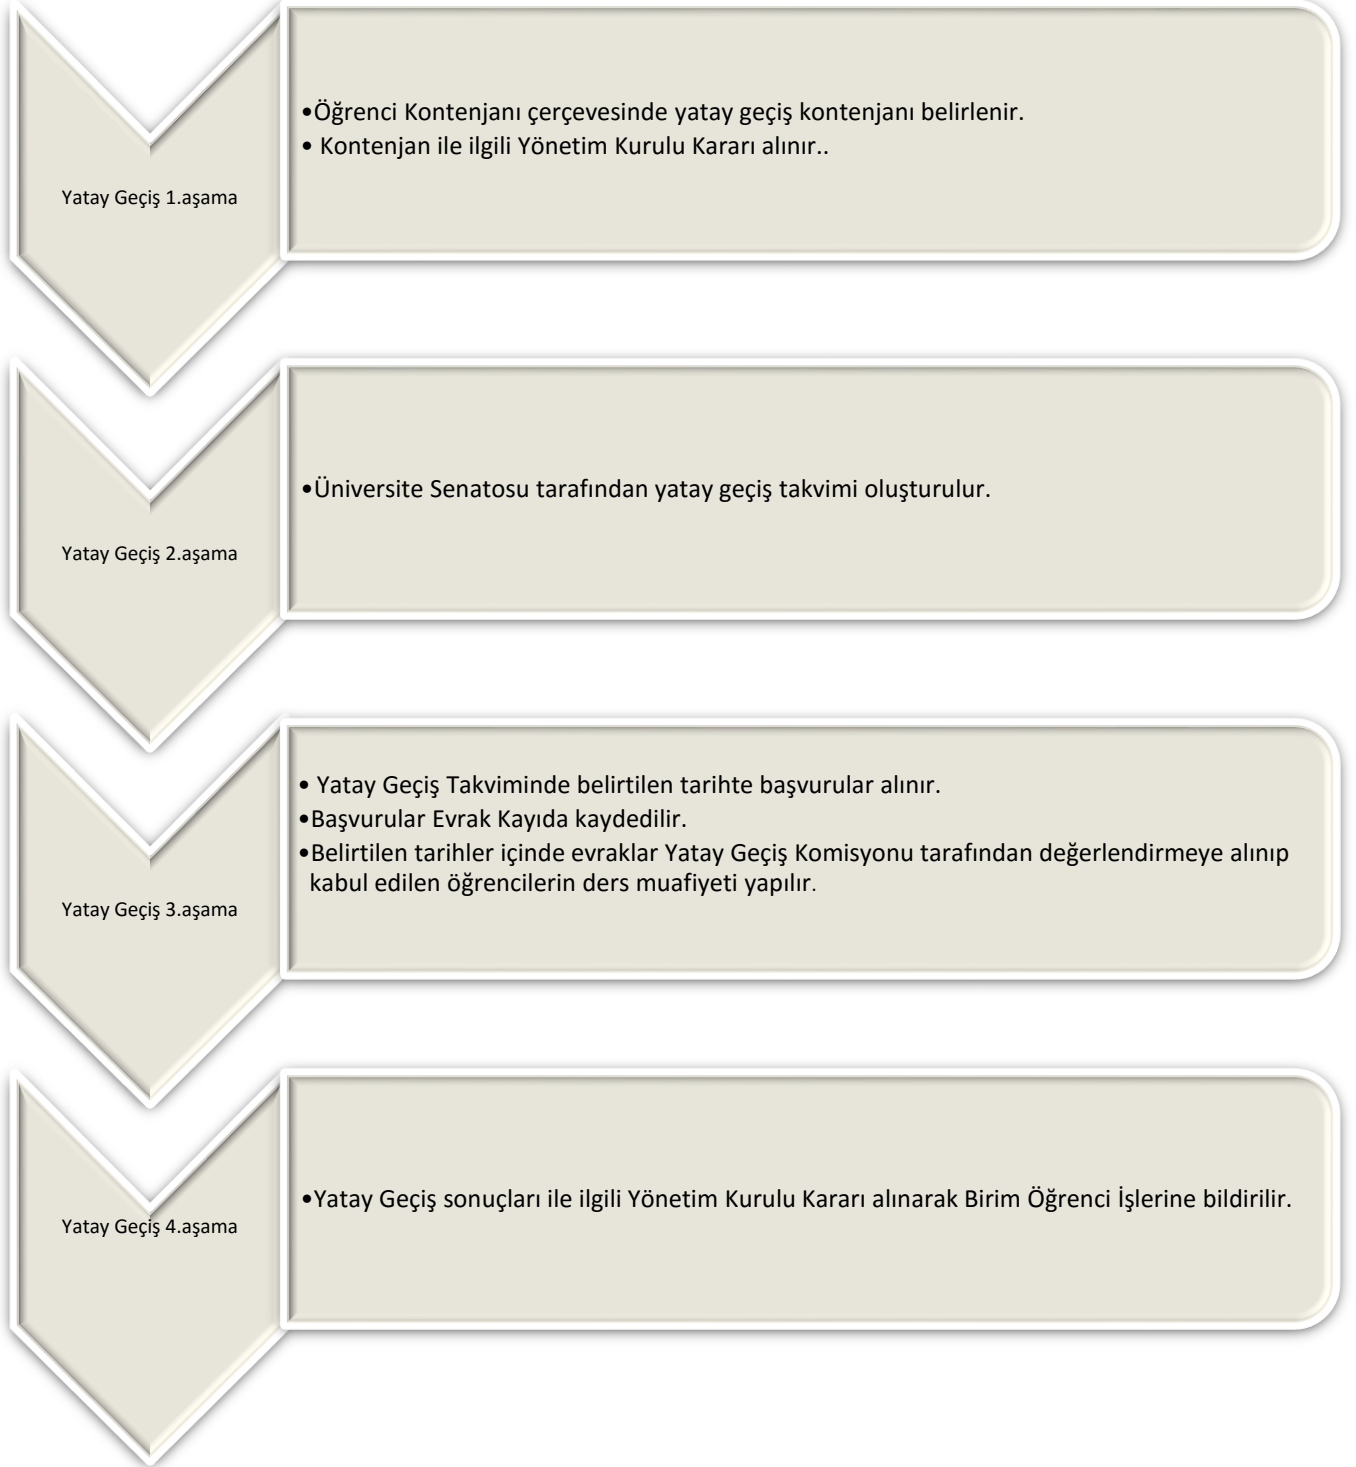 Yatay Geçiş 1.aşama
•Öğrenci Kontenjanı çerçevesinde yatay geçiş kontenjanı belirlenir.
• Kontenjan ile ilgili Yönetim Kurulu Kararı alınır..
Yatay Geçiş 2.aşama
•Üniversite Senatosu tarafından yatay geçiş takvimi oluşturulur.
Yatay Geçiş 3.aşama
• Yatay Geçiş Takviminde belirtilen tarihte başvurular alınır.
•Başvurular Evrak Kayıda kaydedilir.
•Belirtilen tarihler içinde evraklar Yatay Geçiş Komisyonu tarafından değerlendirmeye alınıp
kabul edilen öğrencilerin ders muafiyeti yapılır.
Yatay Geçiş 4.aşama
•Yatay Geçiş sonuçları ile ilgili Yönetim Kurulu Kararı alınarak Birim Öğrenci İşlerine bildirilir.